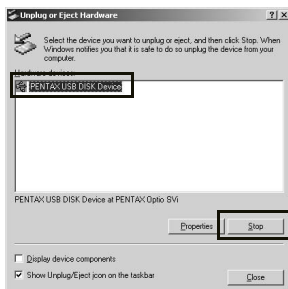 Unplug or Eject Hardware
Select the device you want to unplug or eject, and then click Stop. When
Windows notifies you that it is safe to do so unplug the device from your
computer.
Hardware devices:
PENTAX USB DISK Device
PENTAX USB DISK Device at PENTAX Optio SVi
Properties
Stop
Display device components
Show Unplug/Eject icon on the taskbar
Close